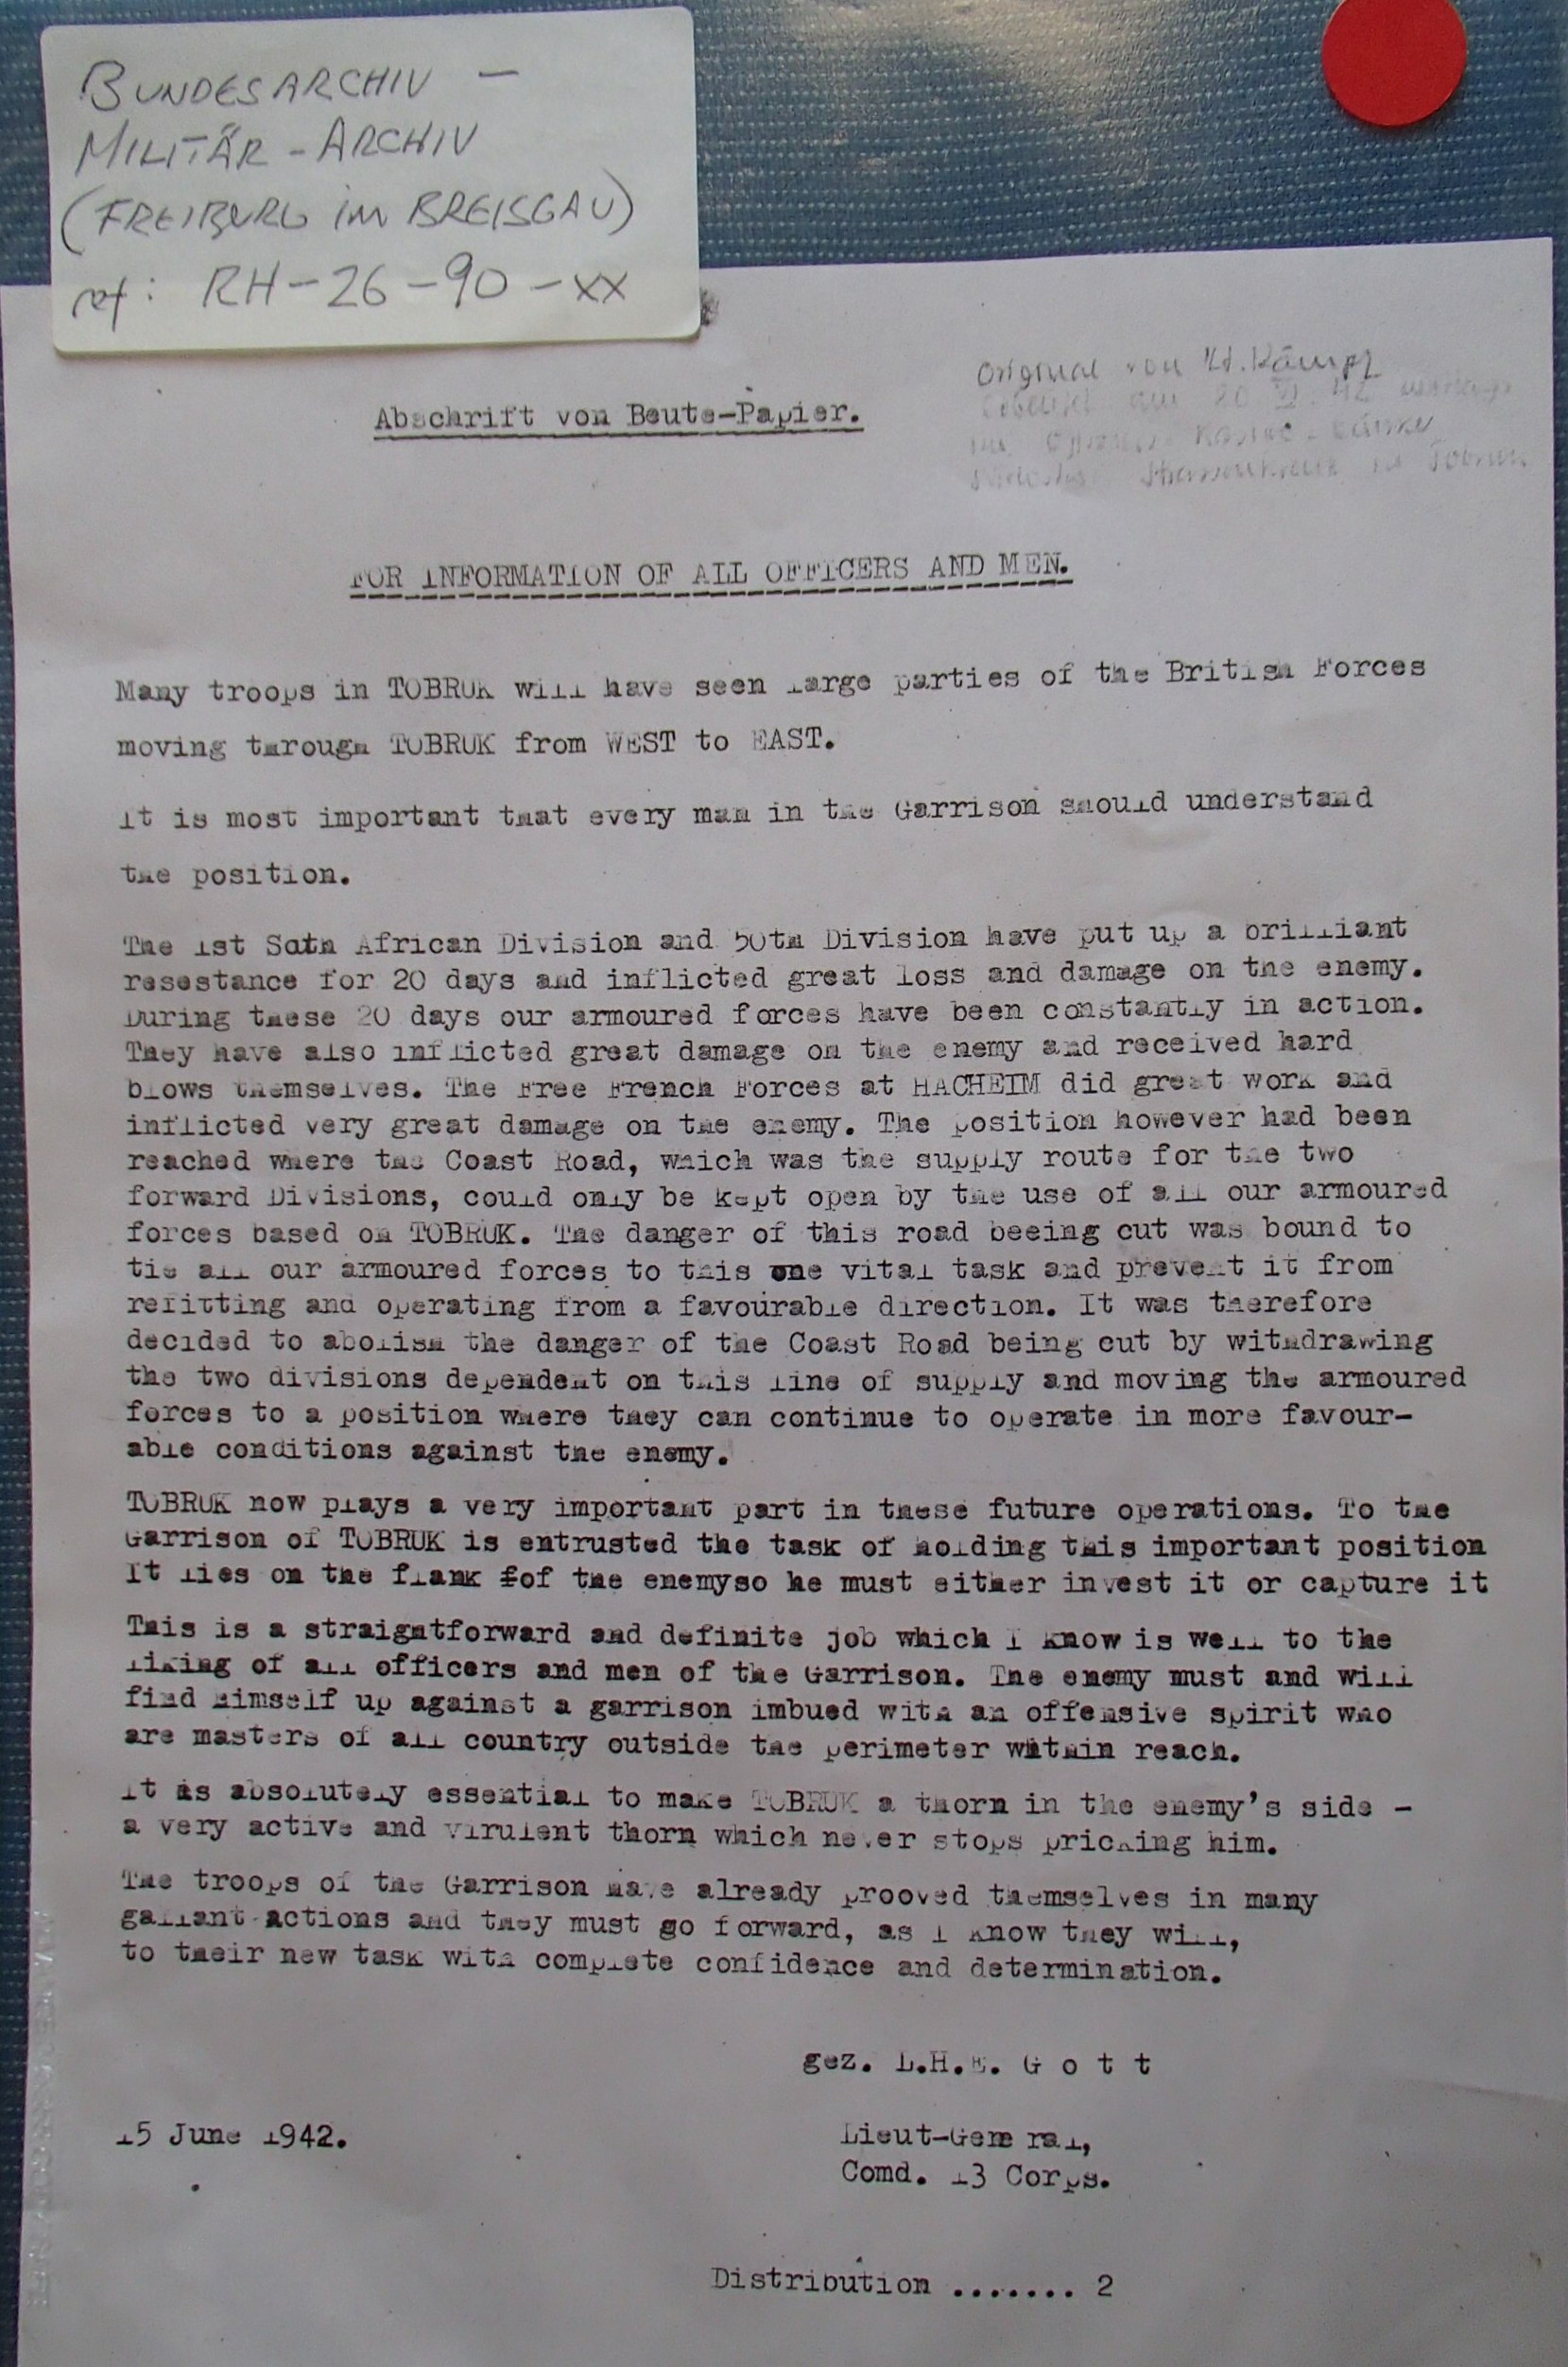 BUNDESARCHIV —
MILITÄR - ARCHIV
(FREIBURG im BREISGAU)
ref: RH - 26 - 90 - xx
Original von Lt. Kämpf
am 20. VI. 42
Abschrift von Beute-Papier.
FOR INFORMATION OF ALL OFFICERS AND MEN.
Many troops in TOBRUK will have seen large parties of the British Forces
moving through TOBRUK from WEST to EAST.
It is most important that every man in the Garrison should understand
the position.
The 1st Soth African Division and 50th Division have put up a brilliant
resestance for 20 days and inflicted great loss and damage on the enemy.
During these 20 days our armoured forces have been constantly in action.
They have also inflicted great damage on the enemy and received hard
blows themselves. The Free French Forces at HACHEIM did great work and
inflicted very great damage on the enemy. The position however had been
reached where the Coast Road, which was the supply route for the two
forward Divisions, could only be kept open by the use of all our armoured
forces based on TOBRUK. The danger of this road beeing cut was bound to
tie all our armoured forces to this one vital task and prevent it from
refitting and operating from a favourable direction. It was therefore
decided to abolish the danger of the Coast Road being cut by withdrawing
the two divisions dependent on this line of supply and moving the armoured
forces to a position where they can continue to operate in more favour-
able conditions against the enemy.
TOBRUK now plays a very important part in these future operations. To the
Garrison of TOBRUK is entrusted the task of holding this important position
It lies on the flank fof the enemyso he must either invest it or capture it
This is a straightforward and definite job which I know is well to the
liking of all officers and men of the Garrison. The enemy must and will
find himself up against a garrison imbued with an offensive spirit who
are masters of all country outside the perimeter within reach.
It is absolutely essential to make TOBRUK a thorn in the enemy's side -
a very active and virulent thorn which never stops pricking him.
The troops of the Garrison have already prooved themselves in many
gallant actions and they must go forward, as I know they will,
to their new task with complete confidence and determination.
gez. L.H.E. G o t t
15 June 1942.
Lieut-General,
Comd. 13 Corps.
Distribution ....... 2